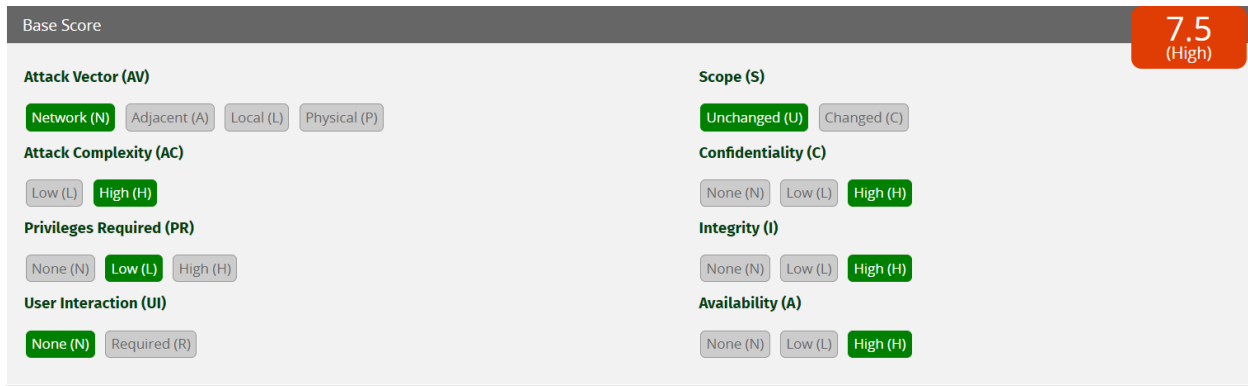 Base Score
7.5
(High)
Attack Vector (AV)
Network (N) Adjacent (A) Local (L) Physical (P)
Attack Complexity (AC)
Low (L) High (H)
Privileges Required (PR)
None (N) Low (L) High (H)
User Interaction (UI)
None (N) Required (R)
Scope (S)
Unchanged (U) Changed (C)
Confidentiality (C)
None (N) Low (L) High (H)
Integrity (I)
None (N) Low (L) High (H)
Availability (A)
None (N) Low (L) High (H)